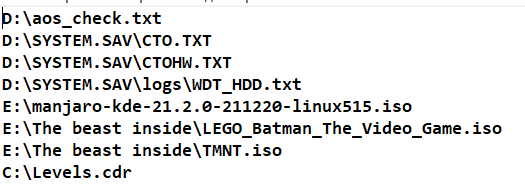 D:\aos_check.txt
D:\SYSTEM.SAV\CTO.TXT
D:\SYSTEM.SAV\CTOHW.TXT
D:\SYSTEM.SAV\logs\WDT_HDD.txt
E:\manjaro-kde-21.2.0-211220-linux515.iso
E:\The beast inside\LEGO_Batman_The_Video_Game.iso
E:\The beast inside\TMNT.iso
C:\Levels.cdr